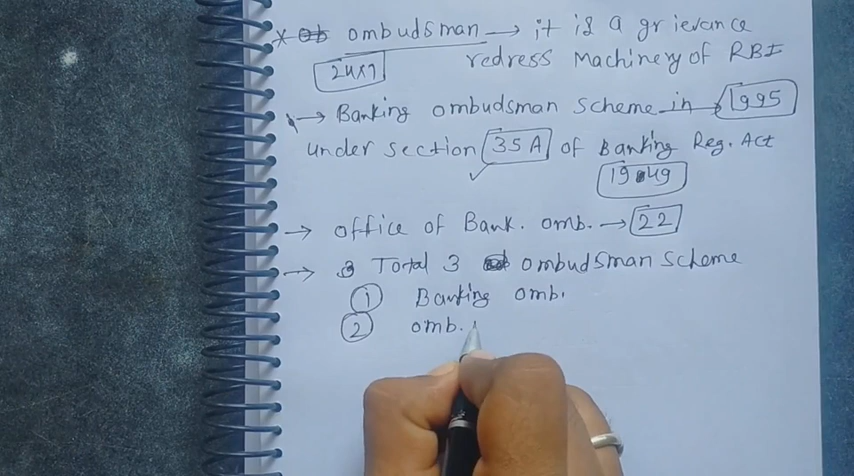 * ombudsman → it is a grievance
24x7 redress Machinery of RBI
→ Banking ombudsman scheme in → 1995
under section 35A of Banking Reg. Act
1949
→ office of Bank. omb. → 22
→ Total 3 ombudsman scheme
① Banking omb.
② omb.